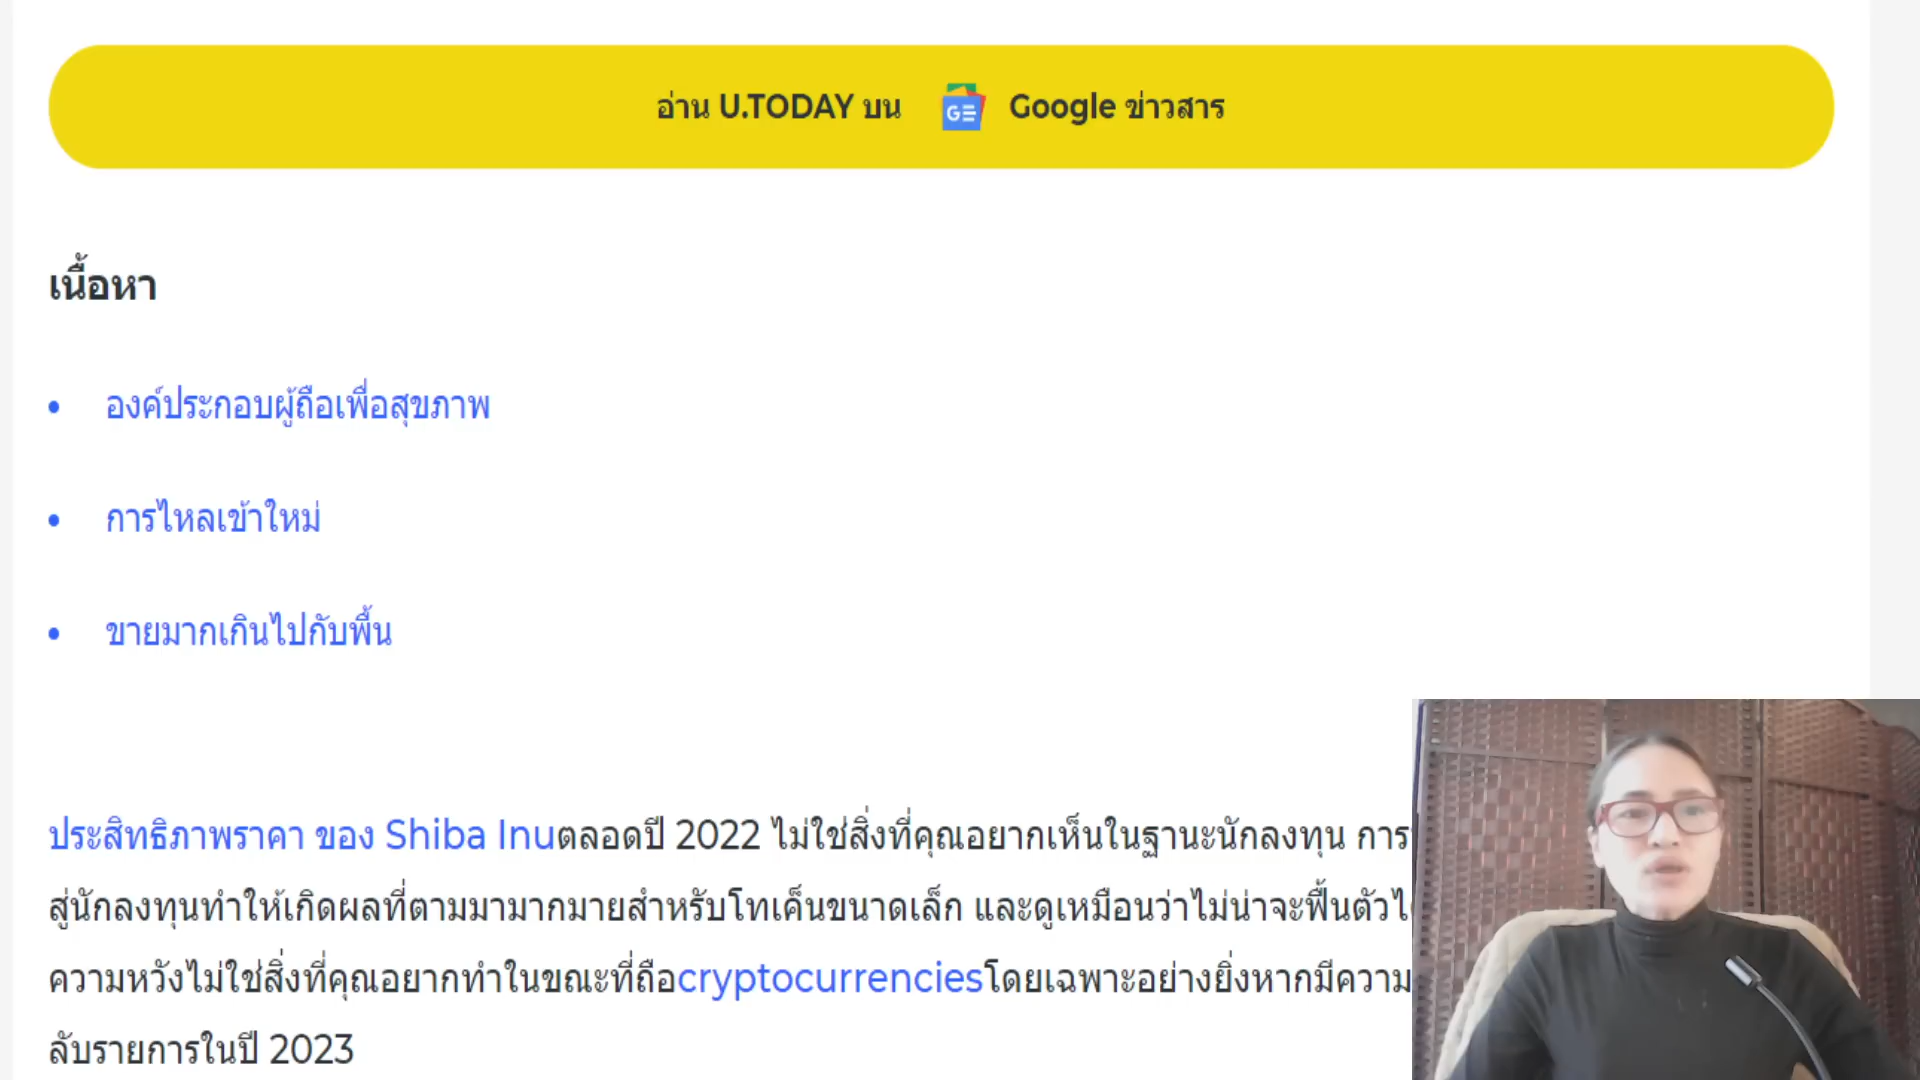 อ่าน U.TODAY บน Google ข่าวสาร
เนื้อหา
• องค์ประกอบผู้ถือเพื่อสุขภาพ
• การไหลเข้าใหม่
• ขายมากเกินไปกับพื้น
ประสิทธิภาพราคา ของ Shiba Inuตลอดปี 2022 ไม่ใช่สิ่งที่คุณอยากเห็นในฐานะนักลงทุน การ
สู่นักลงทุนทำให้เกิดผลที่ตามมามากมายสำหรับโทเค็นขนาดเล็ก และดูเหมือนว่าไม่น่าจะฟื้นตัว
ความหวังไม่ใช่สิ่งที่คุณอยากทำในขณะที่ถือcryptocurrenciesโดยเฉพาะอย่างยิ่งหากมีความ
ลับรายการในปี 2023